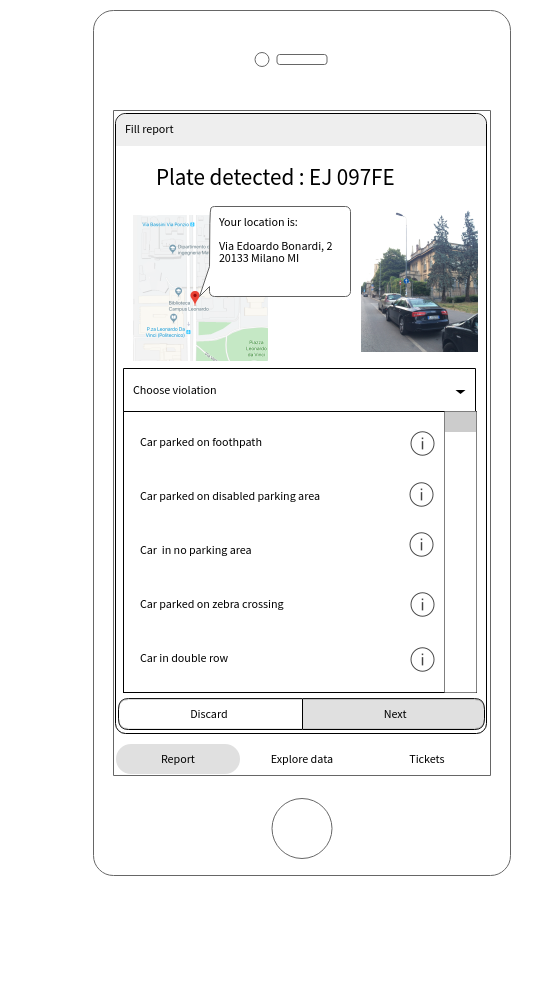 Fill report
Plate detected : EJ 097FE
Your location is:
Via Edoardo Bonardi, 2
20133 Milano MI
Via Bassini Via Ponzio
Dipartimento
Ingegneria
Biblioteca
Campus Leonardo
P.za Leonardo Da
Vinci (Politecnico)
Piazza
Leonardo
da Vinci
Choose violation
Car parked on foothpath
Car parked on disabled parking area
Car  in no parking area
Car parked on zebra crossing
Car in double row
Discard
Next
Report
Explore data
Tickets